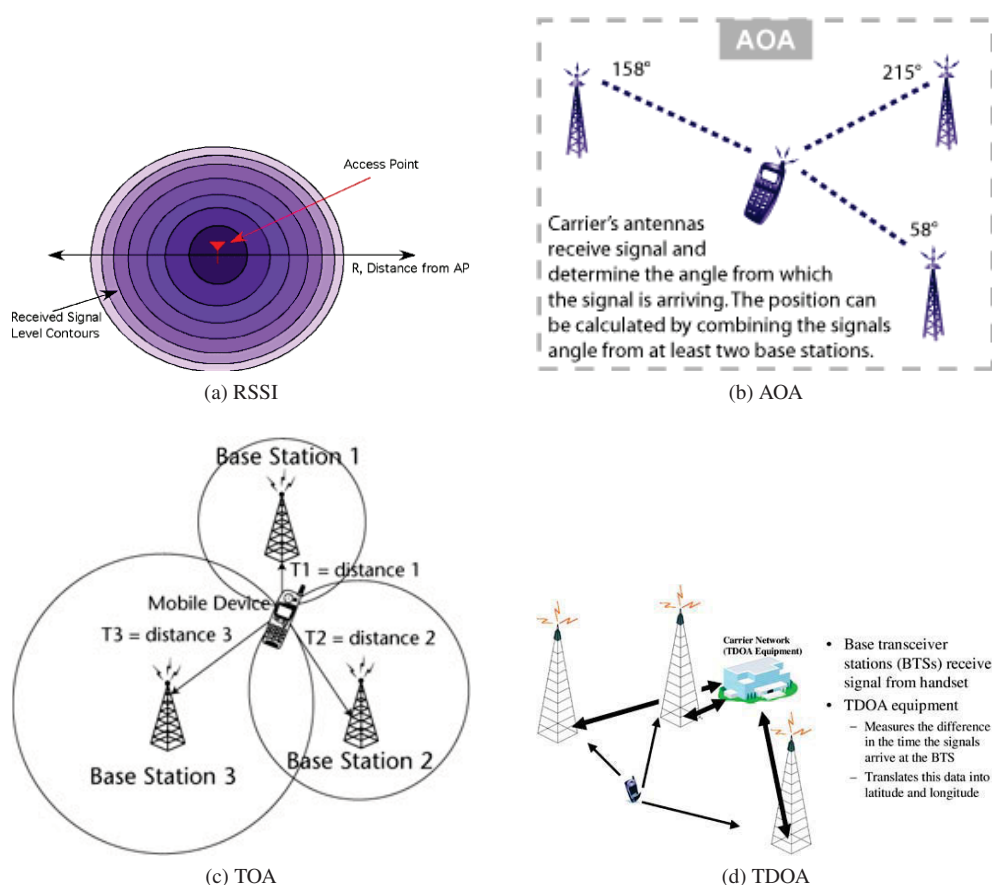 Access Point
R, Distance from AP
Received Signal
Level Contours
(a) RSSI
AOA
158°
215°
58°
Carrier's antennas
receive signal and
determine the angle from which
the signal is arriving. The position can
be calculated by combining the signals
angle from at least two base stations.
(b) AOA
Base Station 1
T1 = distance 1
Mobile Device
T3 = distance 3
T2 = distance 2
Base Station 2
Base Station 3
(c) TOA
Carrier Network
(TDOA Equipment)
• Base transceiver
stations (BTSs) receive
signal from handset
• TDOA equipment
– Measures the difference
in the time the signals
arrive at the BTS
– Translates this data into
latitude and longitude
(d) TDOA